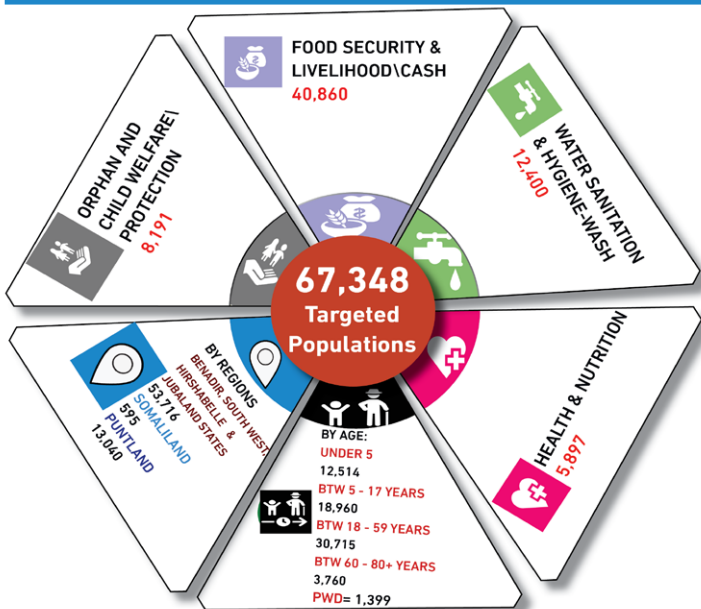 FOOD SECURITY &
LIVELIHOOD\CASH
40,860
WATER SANITATION
& HYGIENE-WASH
12,400
ORPHAN AND
CHILD WELFARE\
PROTECTION
8,191
67,348
Targeted
Populations
HEALTH & NUTRITION
5,897
BY REGIONS
BENADIR, SOUTH WEST,
HIRSHABELLE &
JUBALAND STATES
53,716
SOMALILAND
595
PUNTLAND
13,040
BY AGE:
UNDER 5
12,514
BTW 5 - 17 YEARS
18,960
BTW 18 - 59 YEARS
30,715
BTW 60 - 80+ YEARS
3,760
PWD= 1,399